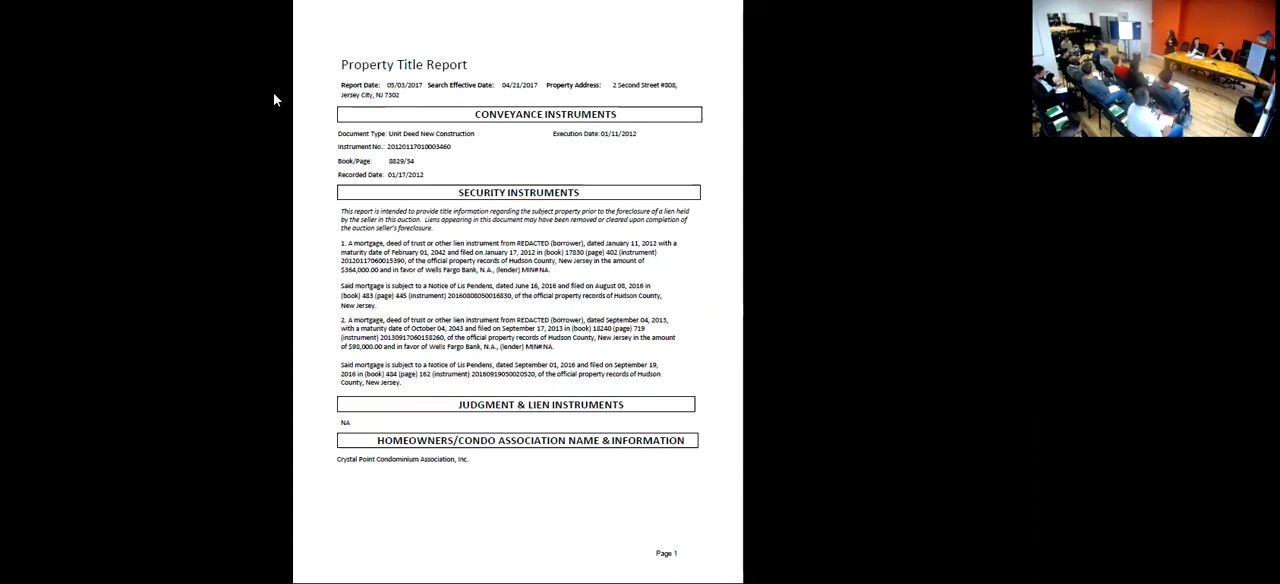 Property Title Report
Report Date: 05/03/2017 Search Effective Date: 04/21/2017 Property Address: 2 Second Street #808,
Jersey City, NJ 7302
CONVEYANCE INSTRUMENTS
Document Type: Unit Deed New Construction Execution Date: 01/11/2012
Instrument No.: 20120117010003460
Book/Page: 8829/54
Recorded Date: 01/17/2012
SECURITY INSTRUMENTS
This report is intended to provide title information regarding the subject property prior to the foreclosure of a lien held
by the seller in this auction. Liens appearing in this document may have been removed or cleared upon completion of
the auction seller's foreclosure.
1. A mortgage, deed of trust or other lien instrument from REDACTED (borrower), dated January 11, 2012 with a
maturity date of February 01, 2042 and filed on January 17, 2012 in (book) 17830 (page) 402 (instrument)
20120117060015390, of the official property records of Hudson County, New Jersey in the amount of
$364,000.00 and in favor of Wells Fargo Bank, N.A., (lender) MIN# NA.
Said mortgage is subject to a Notice of Lis Pendens, dated June 16, 2016 and filed on August 08, 2016 in
(book) 483 (page) 445 (instrument) 20160808050016830, of the official property records of Hudson County,
New Jersey.
2. A mortgage, deed of trust or other lien instrument from REDACTED (borrower), dated September 04, 2013,
with a maturity date of October 04, 2043 and filed on September 17, 2013 in (book) 18240 (page) 719
(instrument) 20130917060158260, of the official property records of Hudson County, New Jersey in the amount
of $98,000.00 and in favor of Wells Fargo Bank, N.A., (lender) MIN# NA.
Said mortgage is subject to a Notice of Lis Pendens, dated September 01, 2016 and filed on September 19,
2016 in (book) 484 (page) 162 (instrument) 20160919050020520, of the official property records of Hudson
County, New Jersey.
JUDGMENT & LIEN INSTRUMENTS
NA
HOMEOWNERS/CONDO ASSOCIATION NAME & INFORMATION
Crystal Point Condominium Association, Inc.
Page 1